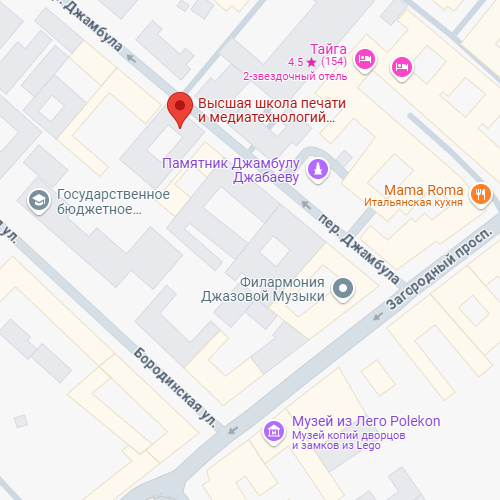 р. Джамбула
Тайга
4.5 ★ (154)
2-звездочный отель
Высшая школа печати
и медиатехнологий...
Памятник Джамбулу
Джабаеву
Государственное
бюджетное...
Mama Roma
Итальянская кухня
пер. Джамбула
Загородный просп.
ул.
Филармония
Джазовой Музыки
Бородинская ул.
Музей из Лего Polekon
Музей копий дворцов
и замков из Lego